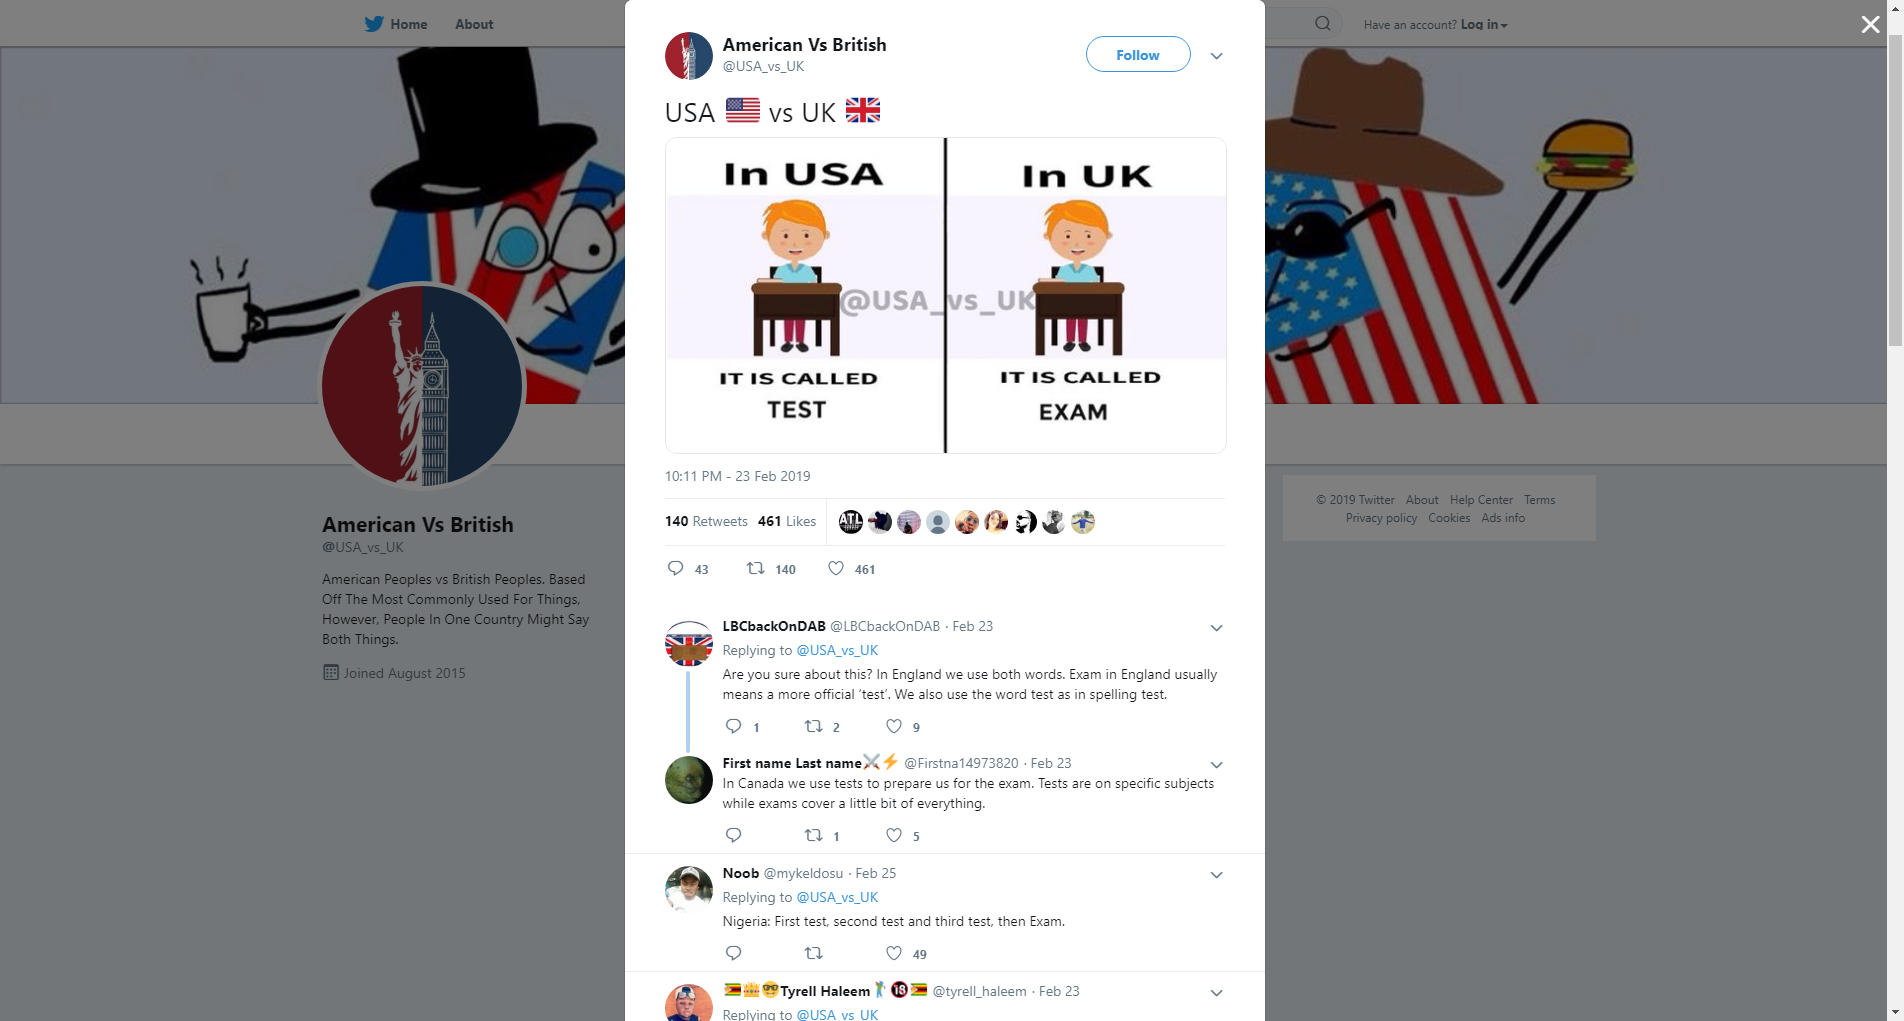 Home
About
Have an account? Log in
American Vs British
@USA_vs_UK
Follow
USA 🇺🇸 vs UK 🇬🇧
In USA
In UK
@USA_vs_UK
IT IS CALLED
TEST
IT IS CALLED
EXAM
10:11 PM - 23 Feb 2019
140 Retweets 461 Likes
ATL
43 140 461
LBCbackOnDAB @LBCbackOnDAB · Feb 23
Replying to @USA_vs_UK
Are you sure about this? In England we use both words. Exam in England usually
means a more official ‘test’. We also use the word test as in spelling test.
1 2 9
First name Last name⚔️⚡ @Firstna14973820 · Feb 23
In Canada we use tests to prepare us for the exam. Tests are on specific subjects
while exams cover a little bit of everything.
1 5
Noob @mykeldosu · Feb 25
Replying to @USA_vs_UK
Nigeria: First test, second test and third test, then Exam.
49
🇿🇼👑🤓Tyrell Haleem🏌🔞🇿🇼 @tyrell_haleem · Feb 23
Replying to @USA_vs_UK
American Vs British
@USA_vs_UK
American Peoples vs British Peoples. Based
Off The Most Commonly Used For Things,
However, People In One Country Might Say
Both Things.
Joined August 2015
© 2019 Twitter About Help Center Terms
Privacy policy Cookies Ads info